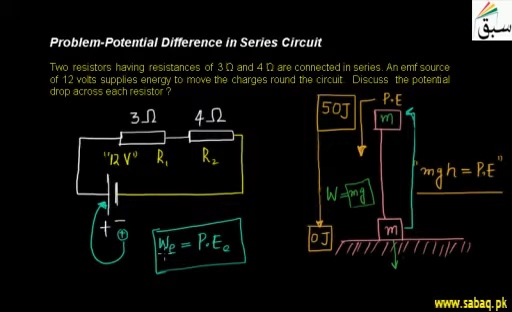 سبق
Problem-Potential Difference in Series Circuit
Two resistors having resistances of 3 Ω and 4 Ω are connected in series. An emf source
of 12 volts supplies energy to move the charges round the circuit. Discuss the potential
drop across each resistor ?
3Ω 4Ω
"12 V" R₁ R₂
+ −
+
We = P.Ee
50J P.E
m
"mgh = P.E"
W = mg
0J m
www.sabaq.pk